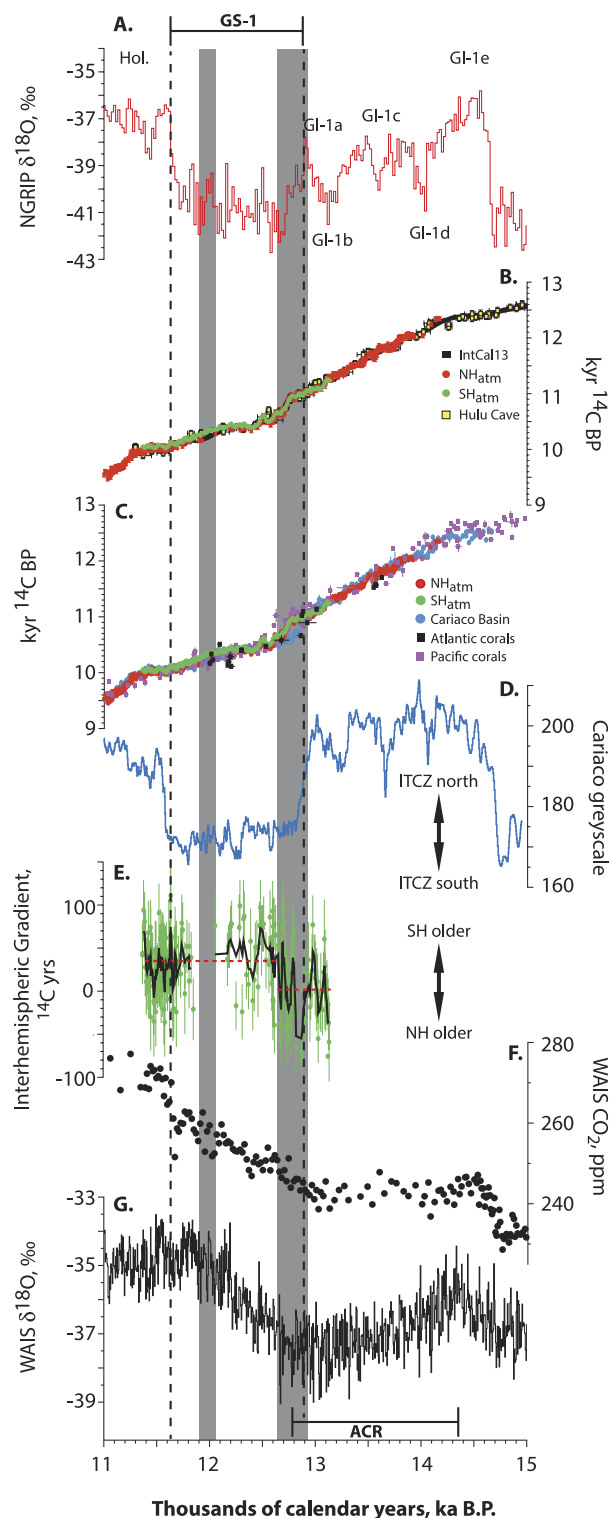 A.
GS-1
Hol.
GI-1e
GI-1c
GI-1a
GI-1b
GI-1d
-35
-37
-39
-41
-43
NGRIP δ18O, ‰
B.
13
12
11
10
9
kyr 14C BP
IntCal13
NHatm
SHatm
Hulu Cave
C.
13
12
11
10
9
kyr 14C BP
NHatm
SHatm
Cariaco Basin
Atlantic corals
Pacific corals
D.
200
180
160
Cariaco greyscale
ITCZ north
ITCZ south
E.
100
0
-100
Interhemispheric Gradient,
14C yrs
SH older
NH older
F.
280
260
240
WAIS CO2, ppm
G.
-33
-35
-37
-39
WAIS δ18O, ‰
ACR
11 12 13 14 15
Thousands of calendar years, ka B.P.